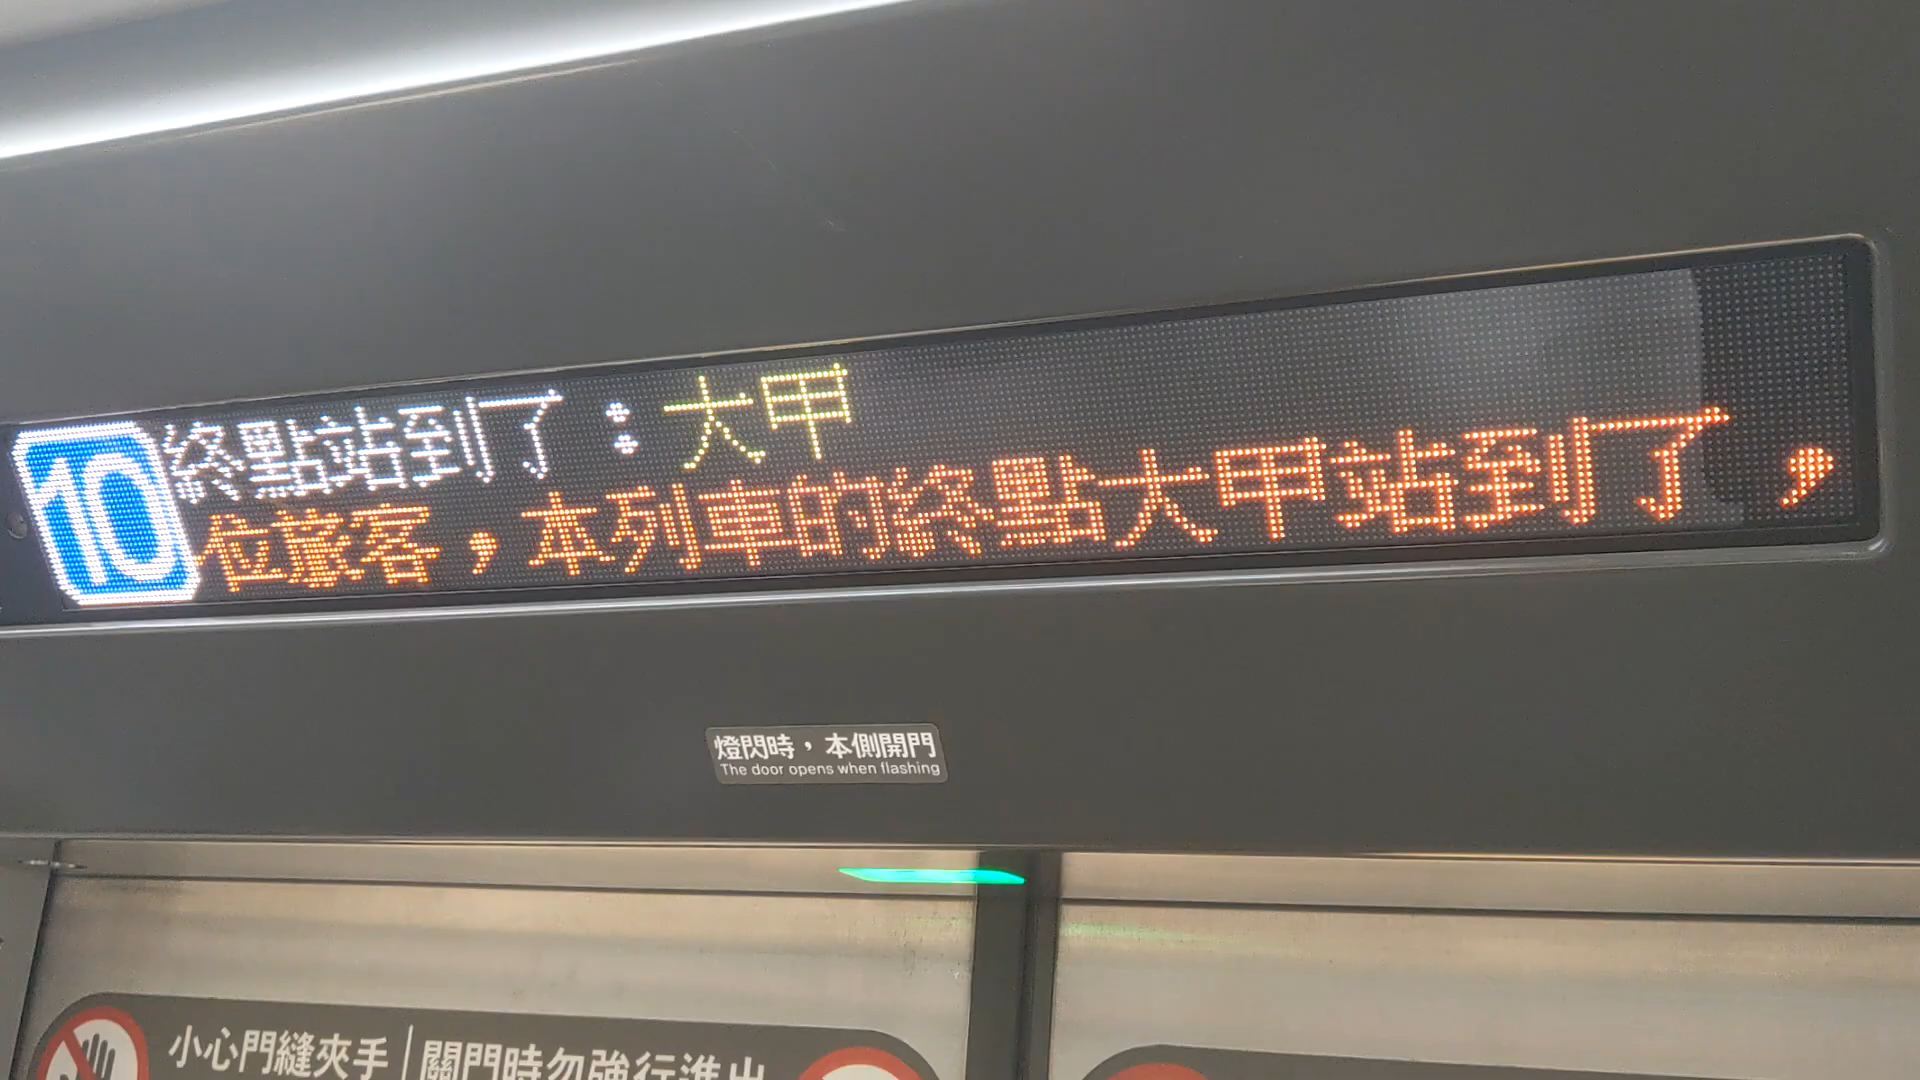 10
終點站到了：大甲
位旅客，本列車的終點大甲站到了，
燈閃時，本側開門
The door opens when flashing
小心門縫夾手｜關門時勿強行進出